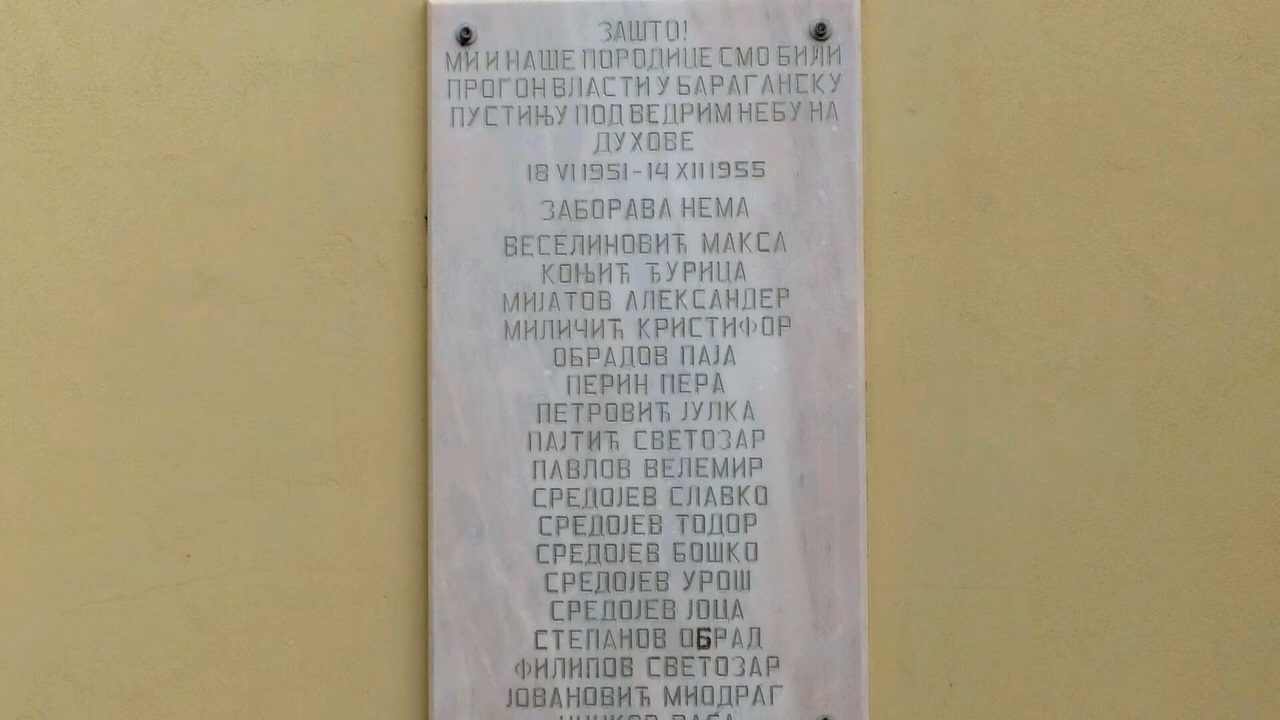 ЗАШТО!
МИ И НАШЕ ПОРОДИЦЕ СМО БИЛИ
ПРОГОН ВЛАСТИ У БАРАГАНСКУ
ПУСТИЊУ ПОД ВЕДРИМ НЕБУ НА
ДУХОВЕ
18 VI 1951-14 XII 1955
ЗАБОРАВА НЕМА
ВЕСЕЛИНОВИЋ МАКСА
КОЊИЋ ЂУРИЦА
МИЈАТОВ АЛЕКСАНДЕР
МИЛИЧИЋ КРИСТИФОР
ОБРАДОВ ПАЈА
ПЕРИН ПЕРА
ПЕТРОВИЋ ЈУЛКА
ПАЈТИЋ СВЕТОЗАР
ПАВЛОВ ВЕЛЕМИР
СРЕДОЈЕВ СЛАВКО
СРЕДОЈЕВ ТОДОР
СРЕДОЈЕВ БОШКО
СРЕДОЈЕВ УРОШ
СРЕДОЈЕВ ЈОЦА
СТЕПАНОВ ОБРАД
ФИЛИПОВ СВЕТОЗАР
ЈОВАНОВИЋ МИОДРАГ